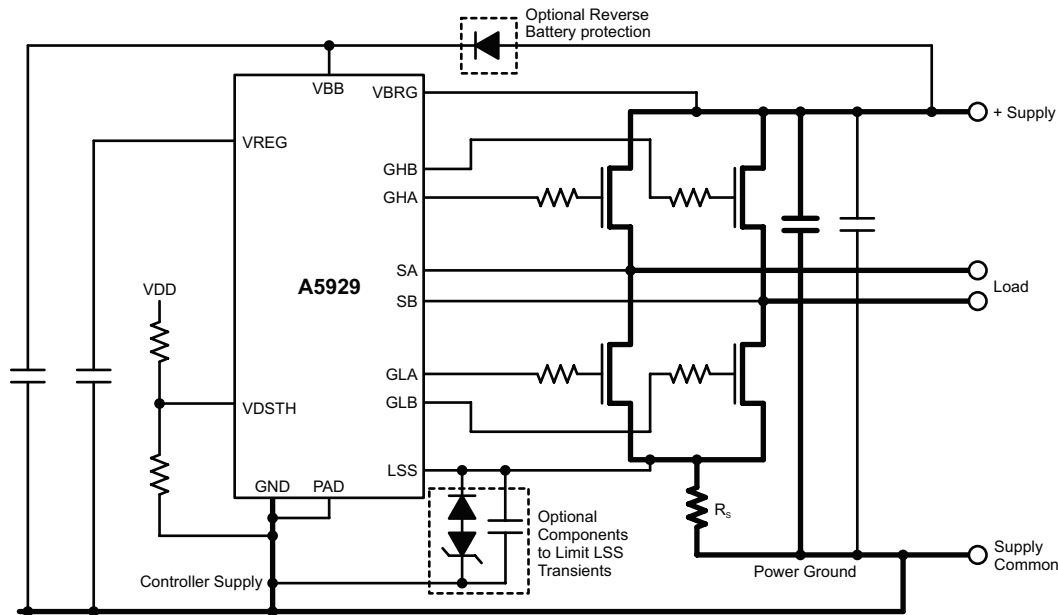 Optional Reverse
Battery protection
VBB
VBRG
+ Supply
VREG
GHB
GHA
SA
A5929
SB
Load
VDD
GLA
GLB
VDSTH
LSS
GND
PAD
R_S
Optional
Components
to Limit LSS
Transients
Controller Supply
Power Ground
Supply
Common